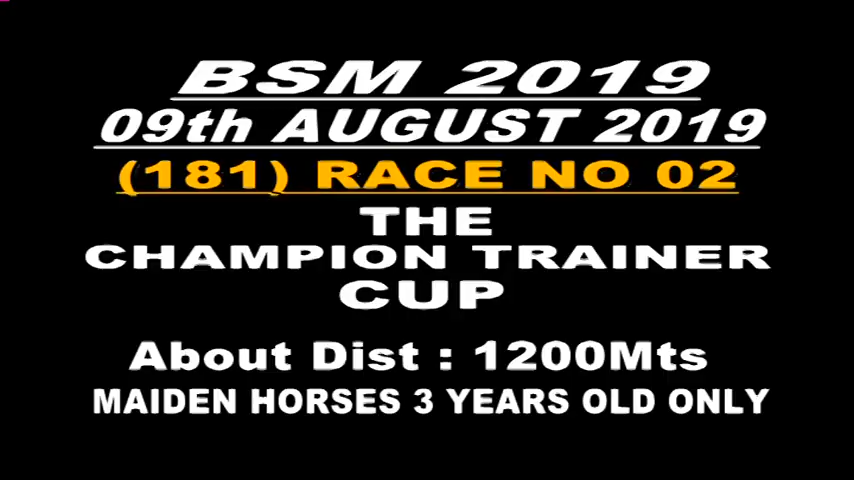 BSM 2019
09th AUGUST 2019
(181) RACE NO 02
THE
CHAMPION TRAINER
CUP
About Dist : 1200Mts
MAIDEN HORSES 3 YEARS OLD ONLY